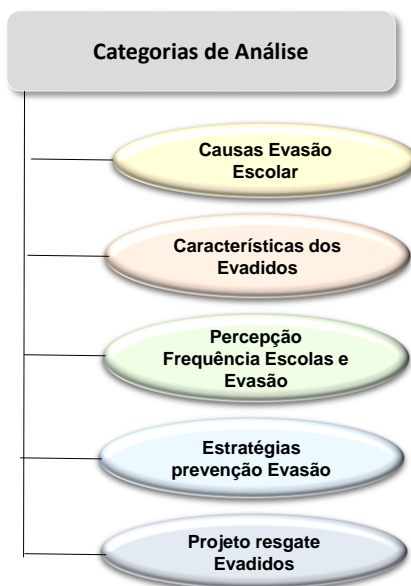 Categorias de Análise
Causas Evasão
Escolar
Características dos
Evadidos
Percepção
Frequência Escolas e
Evasão
Estratégias
prevenção Evasão
Projeto resgate
Evadidos